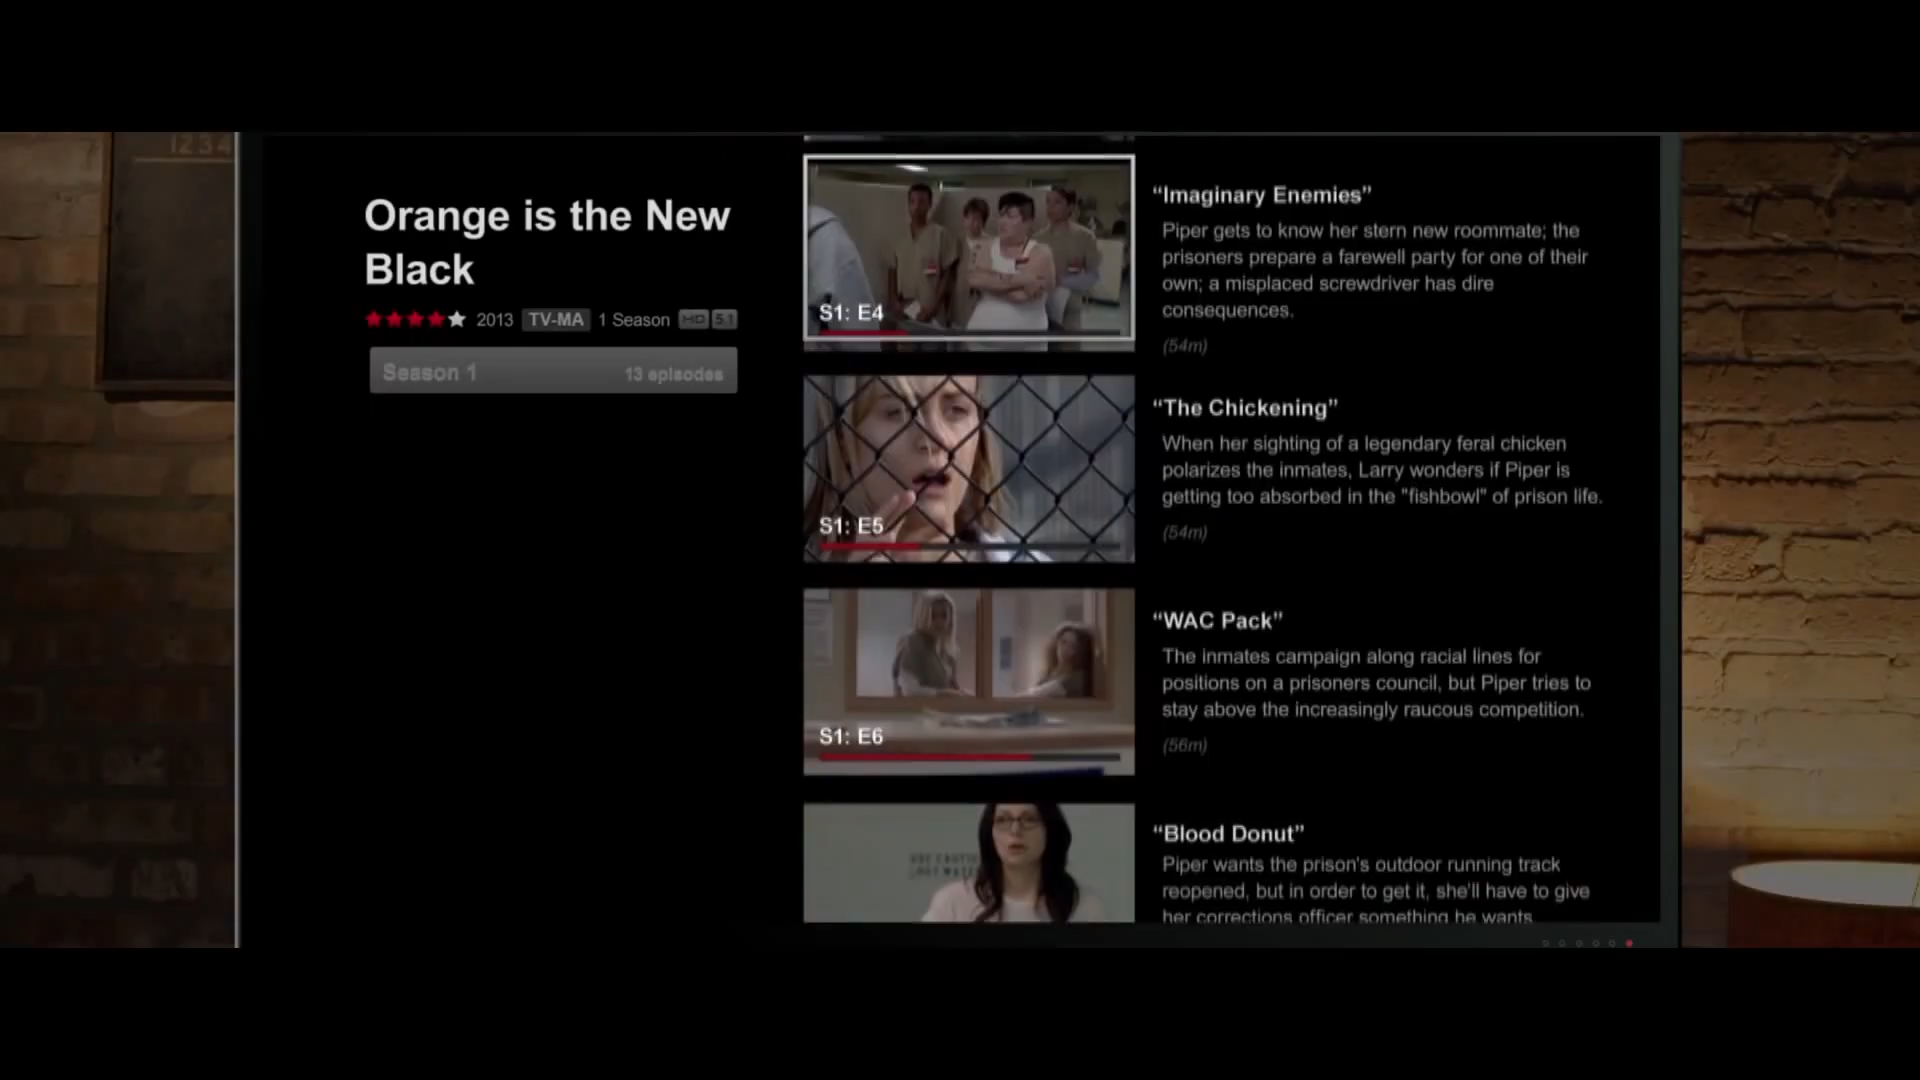 1234
Orange is the New
Black
2013 TV-MA 1 Season HD 5.1
Season 1 13 episodes
S1: E4
“Imaginary Enemies”
Piper gets to know her stern new roommate; the
prisoners prepare a farewell party for one of their
own; a misplaced screwdriver has dire
consequences.
(54m)
S1: E5
“The Chickening”
When her sighting of a legendary feral chicken
polarizes the inmates, Larry wonders if Piper is
getting too absorbed in the "fishbowl" of prison life.
(54m)
S1: E6
“WAC Pack”
The inmates campaign along racial lines for
positions on a prisoners council, but Piper tries to
stay above the increasingly raucous competition.
(56m)
“Blood Donut”
Piper wants the prison's outdoor running track
reopened, but in order to get it, she'll have to give
her corrections officer something he wants